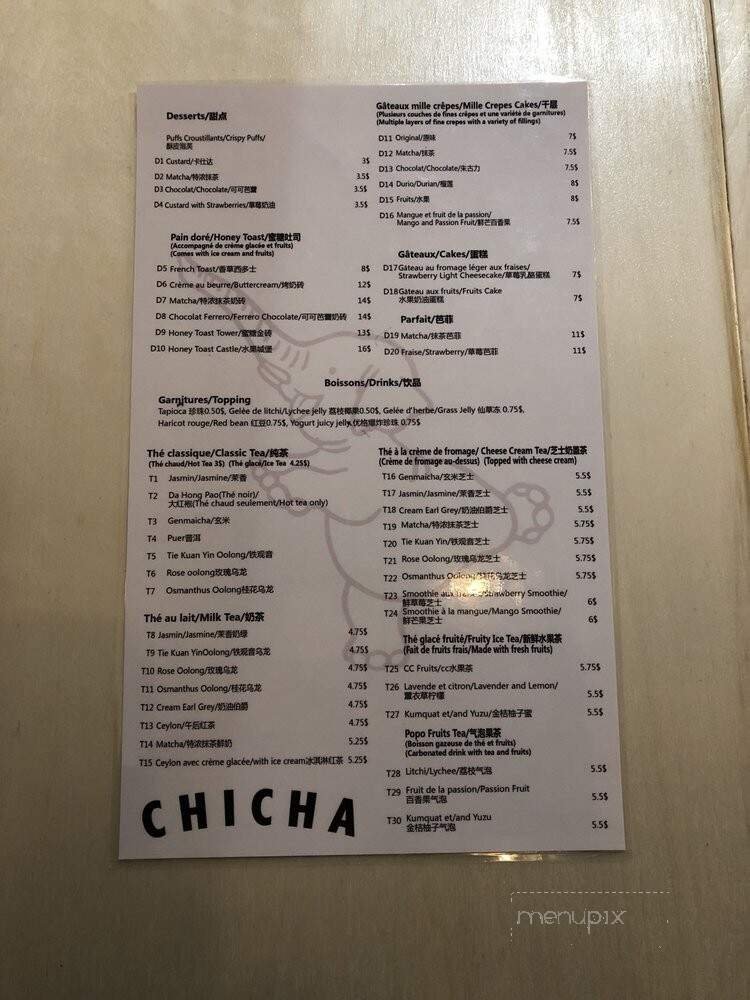 Desserts/甜点
Puffs Croustillants/Crispy Puffs/
酥皮泡芙
D1 Custard/卡仕达 3$
D2 Matcha/特浓抹茶 3.5$
D3 Chocolat/Chocolate/可可芭蕾 3.5$
D4 Custard with Strawberries/草莓奶油 3.5$
Pain doré/Honey Toast/蜜糖吐司
(Accompagné de crème glacée et fruits)
(Comes with ice cream and fruits)
D5 French Toast/香草西多士 8$
D6 Crème au beurre/Buttercream/烤奶砖 12$
D7 Matcha/特浓抹茶奶砖 14$
D8 Chocolat Ferrero/Ferrero Chocolate/可可芭蕾奶砖 14$
D9 Honey Toast Tower/蜜糖金砖 13$
D10 Honey Toast Castle/水果城堡 16$
Gâteaux mille crêpes/Mille Crepes Cakes/千层
(Plusieurs couches de fines crêpes et une variété de garnitures)
(Multiple layers of fine crepes with a variety of fillings)
D11 Original/原味 7$
D12 Matcha/抹茶 7.5$
D13 Chocolat/Chocolate/朱古力 7.5$
D14 Durio/Durian/榴莲 8$
D15 Fruits/水果 8$
D16 Mangue et fruit de la passion/
Mango and Passion Fruit/鲜芒百香果 7.5$
Gâteaux/Cakes/蛋糕
D17 Gâteau au fromage léger aux fraises/
Strawberry Light Cheesecake/草莓乳酪蛋糕 7$
D18 Gâteau aux fruits/Fruits Cake
水果奶油蛋糕 7$
Parfait/芭菲
D19 Matcha/抹茶芭菲 11$
D20 Fraise/Strawberry/草莓芭菲 11$
Boissons/Drinks/饮品
Garnitures/Topping
Tapioca 珍珠0.50$, Gelée de litchi/Lychee jelly 荔枝椰果0.50$, Gelée d'herbe/Grass Jelly 仙草冻 0.75$,
Haricot rouge/Red bean 红豆0.75$, Yogurt juicy jelly,优格爆炸珍珠 0.75$
Thé classique/Classic Tea/纯茶
(Thé chaud/Hot Tea 3$) (Thé glacé/Ice Tea 4.25$)
T1 Jasmin/Jasmine/茉香
T2 Da Hong Pao(Thé noir)/
大红袍(Thé chaud seulement/Hot tea only)
T3 Genmaicha/玄米
T4 Puer普洱
T5 Tie Kuan Yin Oolong/铁观音
T6 Rose oolong玫瑰乌龙
T7 Osmanthus Oolong桂花乌龙
Thé au lait/Milk Tea/奶茶
T8 Jasmin/Jasmine/茉香奶绿 4.75$
T9 Tie Kuan YinOolong/铁观音乌龙 4.75$
T10 Rose Oolong/玫瑰乌龙 4.75$
T11 Osmanthus Oolong/桂花乌龙 4.75$
T12 Cream Earl Grey/奶油伯爵 4.75$
T13 Ceylon/午后红茶 4.75$
T14 Matcha/特浓抹茶鲜奶 5.25$
T15 Ceylon avec crème glacée/with ice cream冰淇淋红茶 5.25$
CHICHA
Thé à la crème de fromage/ Cheese Cream Tea/芝士奶盖茶
(Crème de fromage au-dessus) (Topped with cheese cream)
T16 Genmaicha/玄米芝士 5.5$
T17 Jasmin/Jasmine/茉香芝士 5.5$
T18 Cream Earl Grey/奶油伯爵芝士 5.5$
T19 Matcha/特浓抹茶芝士 5.75$
T20 Tie Kuan Yin/铁观音芝士 5.75$
T21 Rose Oolong/玫瑰乌龙芝士 5.75$
T22 Osmanthus Oolong/桂花乌龙芝士 5.75$
T23 Smoothie aux fraises/Strawberry Smoothie/
鲜草莓芝士 6$
T24 Smoothie à la mangue/Mango Smoothie/
鲜芒果芝士 6$
Thé glacé fruité/Fruity Ice Tea/新鲜水果茶
(Fait de fruits frais/Made with fresh fruits)
T25 CC Fruits/cc水果茶 5.75$
T26 Lavende et citron/Lavender and Lemon/
薰衣草柠檬 5.5$
T27 Kumquat et/and Yuzu/金桔柚子蜜 5.5$
Popo Fruits Tea/气泡果茶
(Boisson gazeuse de thé et fruits)
(Carbonated drink with tea and fruits)
T28 Litchi/Lychee/荔枝气泡 5.5$
T29 Fruit de la passion/Passion Fruit
百香果气泡 5.5$
T30 Kumquat et/and Yuzu
金桔柚子气泡 5.5$
menupix